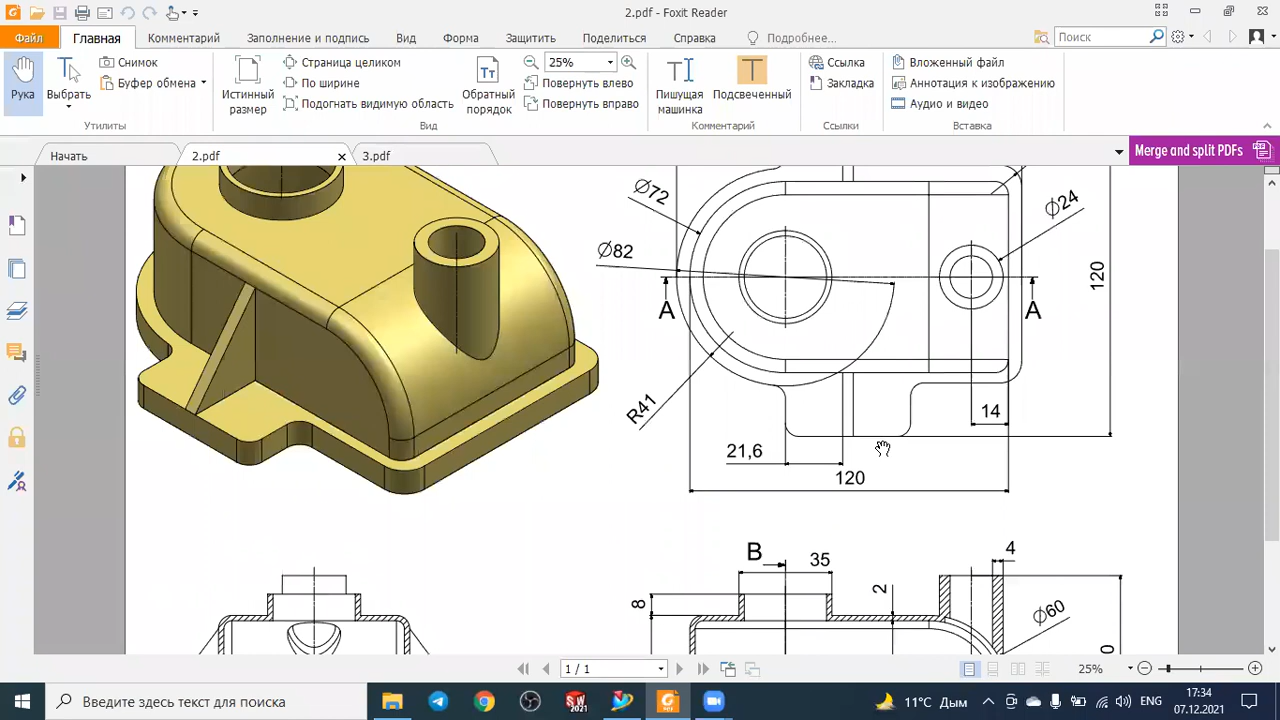 2.pdf - Foxit Reader
Файл Главная Комментарий Заполнение и подпись Вид Форма Защитить Поделиться Справка Подробнее... Поиск
Рука
Выбрать
Снимок
Буфер обмена
Утилиты
Истинный размер
Страница целиком
По ширине
Подогнать видимую область
Обратный порядок
25%
Повернуть влево
Повернуть вправо
Вид
Пишущая машинка
Подсвеченный
Комментарий
Ссылка
Закладка
Ссылки
Вложенный файл
Аннотация к изображению
Аудио и видео
Вставка
Начать 2.pdf 3.pdf Merge and split PDFs
PDF
Ø72
Ø24
Ø82
120
A A
R41
14
21,6
120
B 35 4
2
8
Ø60
0
1 / 1 25%
Введите здесь текст для поиска
SW
2021
11°C Дым
ENG
17:34
07.12.2021